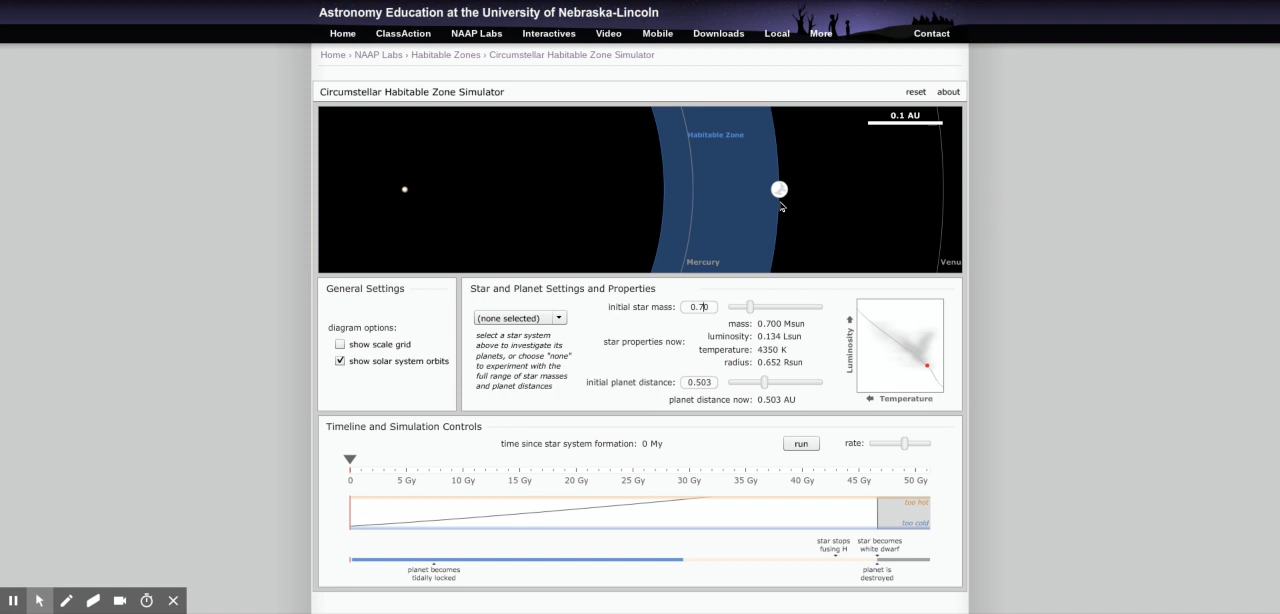 Astronomy Education at the University of Nebraska-Lincoln
Home ClassAction NAAP Labs Interactives Video Mobile Downloads Local More Contact
Home › NAAP Labs › Habitable Zones › Circumstellar Habitable Zone Simulator
Circumstellar Habitable Zone Simulator reset about
0.1 AU
Habitable Zone
Mercury
Venu
General Settings
diagram options:
show scale grid
show solar system orbits
Star and Planet Settings and Properties
(none selected)
select a star system
above to investigate its
planets, or choose "none"
to experiment with the
full range of star masses
and planet distances
initial star mass: 0.70
star properties now:
mass: 0.700 Msun
luminosity: 0.134 Lsun
temperature: 4350 K
radius: 0.652 Rsun
initial planet distance: 0.503
planet distance now: 0.503 AU
Luminosity
Temperature
Timeline and Simulation Controls
time since star system formation: 0 My run rate:
0 5 Gy 10 Gy 15 Gy 20 Gy 25 Gy 30 Gy 35 Gy 40 Gy 45 Gy 50 Gy
too hot
too cold
star stops
fusing H
star becomes
white dwarf
planet becomes
tidally locked
planet is
destroyed